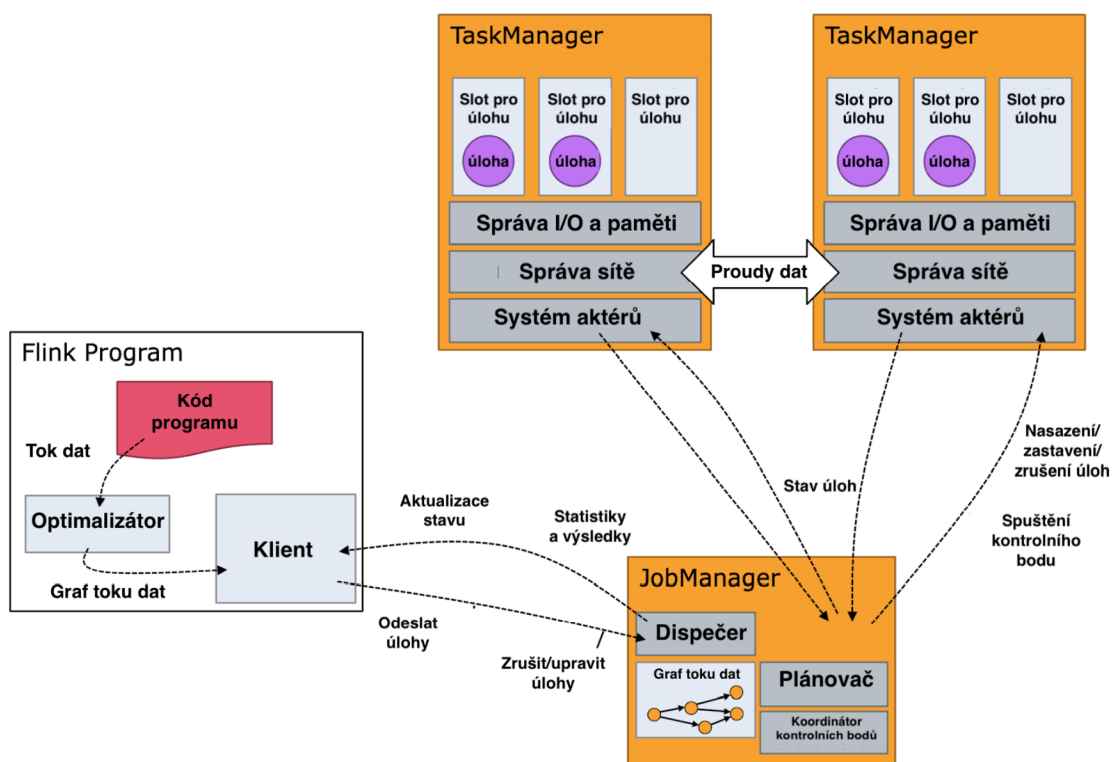 TaskManager
Slot pro
úlohu
úloha
Slot pro
úlohu
úloha
Slot pro
úlohu
Správa I/O a paměti
Správa sítě
Systém aktérů
Proudy dat
TaskManager
Slot pro
úlohu
úloha
Slot pro
úlohu
úloha
Slot pro
úlohu
Správa I/O a paměti
Správa sítě
Systém aktérů
Flink Program
Kód
programu
Tok dat
Optimalizátor
Klient
Graf toku dat
Aktualizace
stavu
Statistiky
a výsledky
Odeslat
úlohy
Zrušit/upravit
úlohy
Stav úloh
Nasazení/
zastavení/
zrušení úloh
Spuštění
kontrolního
bodu
JobManager
Dispečer
Graf toku dat
Plánovač
Koordinátor
kontrolních bodů